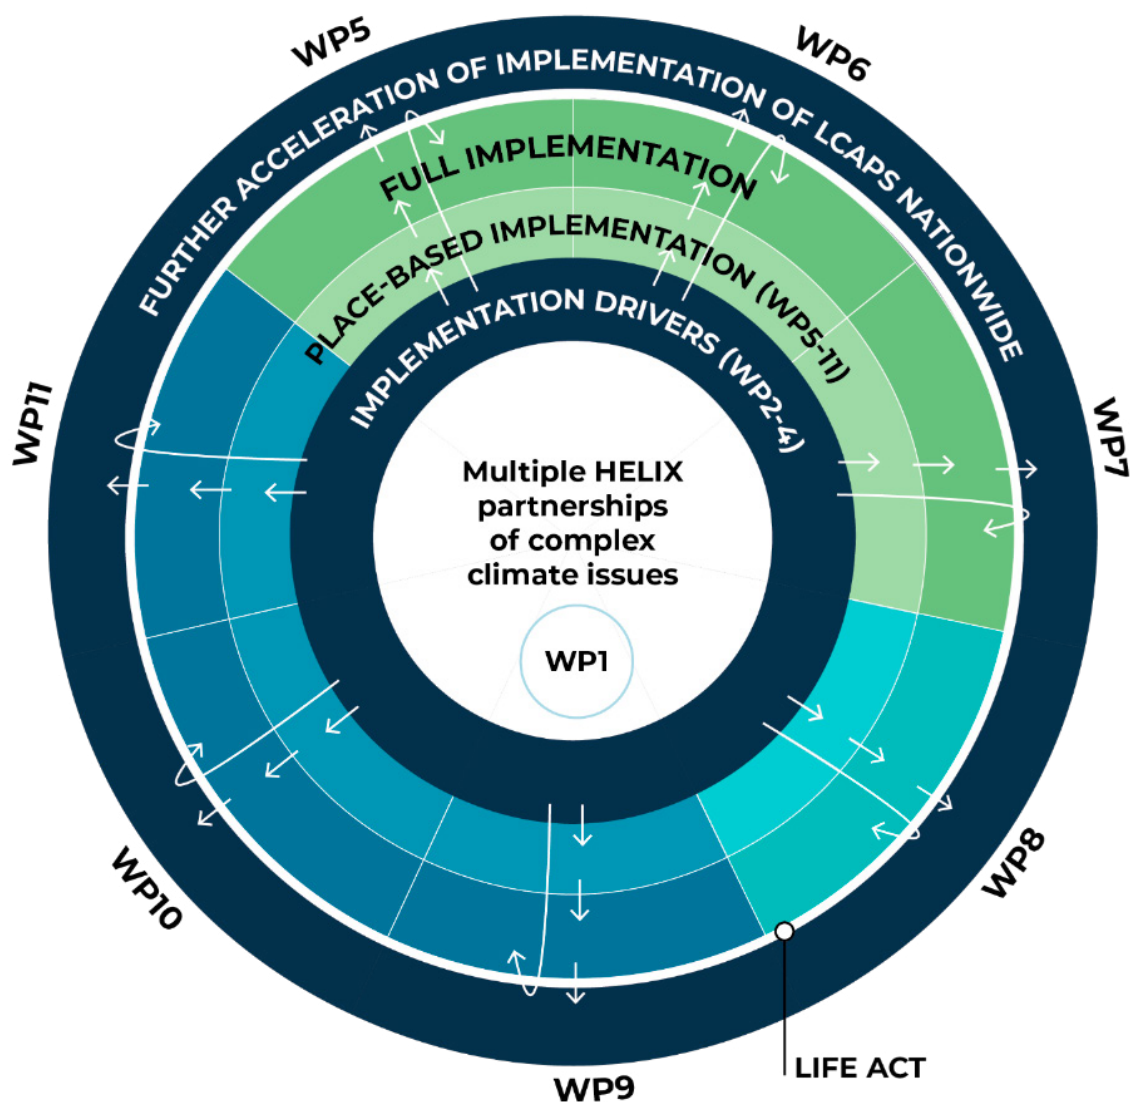 WP5
WP6
FURTHER ACCELERATION OF IMPLEMENTATION OF LCAPS NATIONWIDE
FULL IMPLEMENTATION
PLACE-BASED IMPLEMENTATION (WP5-11)
IMPLEMENTATION DRIVERS (WP2-4)
WP11
WP7
Multiple HELIX
partnerships
of complex
climate issues
WP1
WP10
WP8
WP9
LIFE ACT